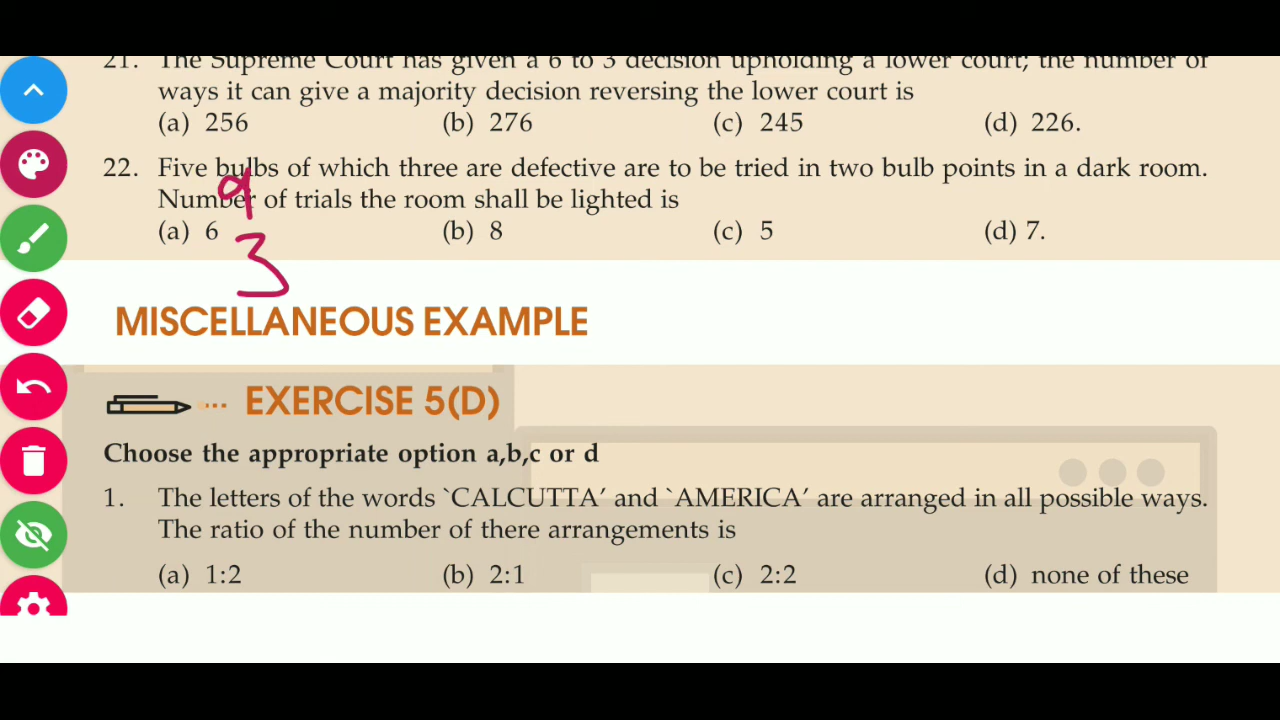 21. The Supreme Court has given a 6 to 3 decision upholding a lower court; the number of
ways it can give a majority decision reversing the lower court is
(a) 256 (b) 276 (c) 245 (d) 226.
22. Five bulbs of which three are defective are to be tried in two bulb points in a dark room.
Number of trials the room shall be lighted is
(a) 6 (b) 8 (c) 5 (d) 7.
3
MISCELLANEOUS EXAMPLE
EXERCISE 5(D)
Choose the appropriate option a,b,c or d
1. The letters of the words `CALCUTTA′ and `AMERICA′ are arranged in all possible ways.
The ratio of the number of there arrangements is
(a) 1:2 (b) 2:1 (c) 2:2 (d) none of these